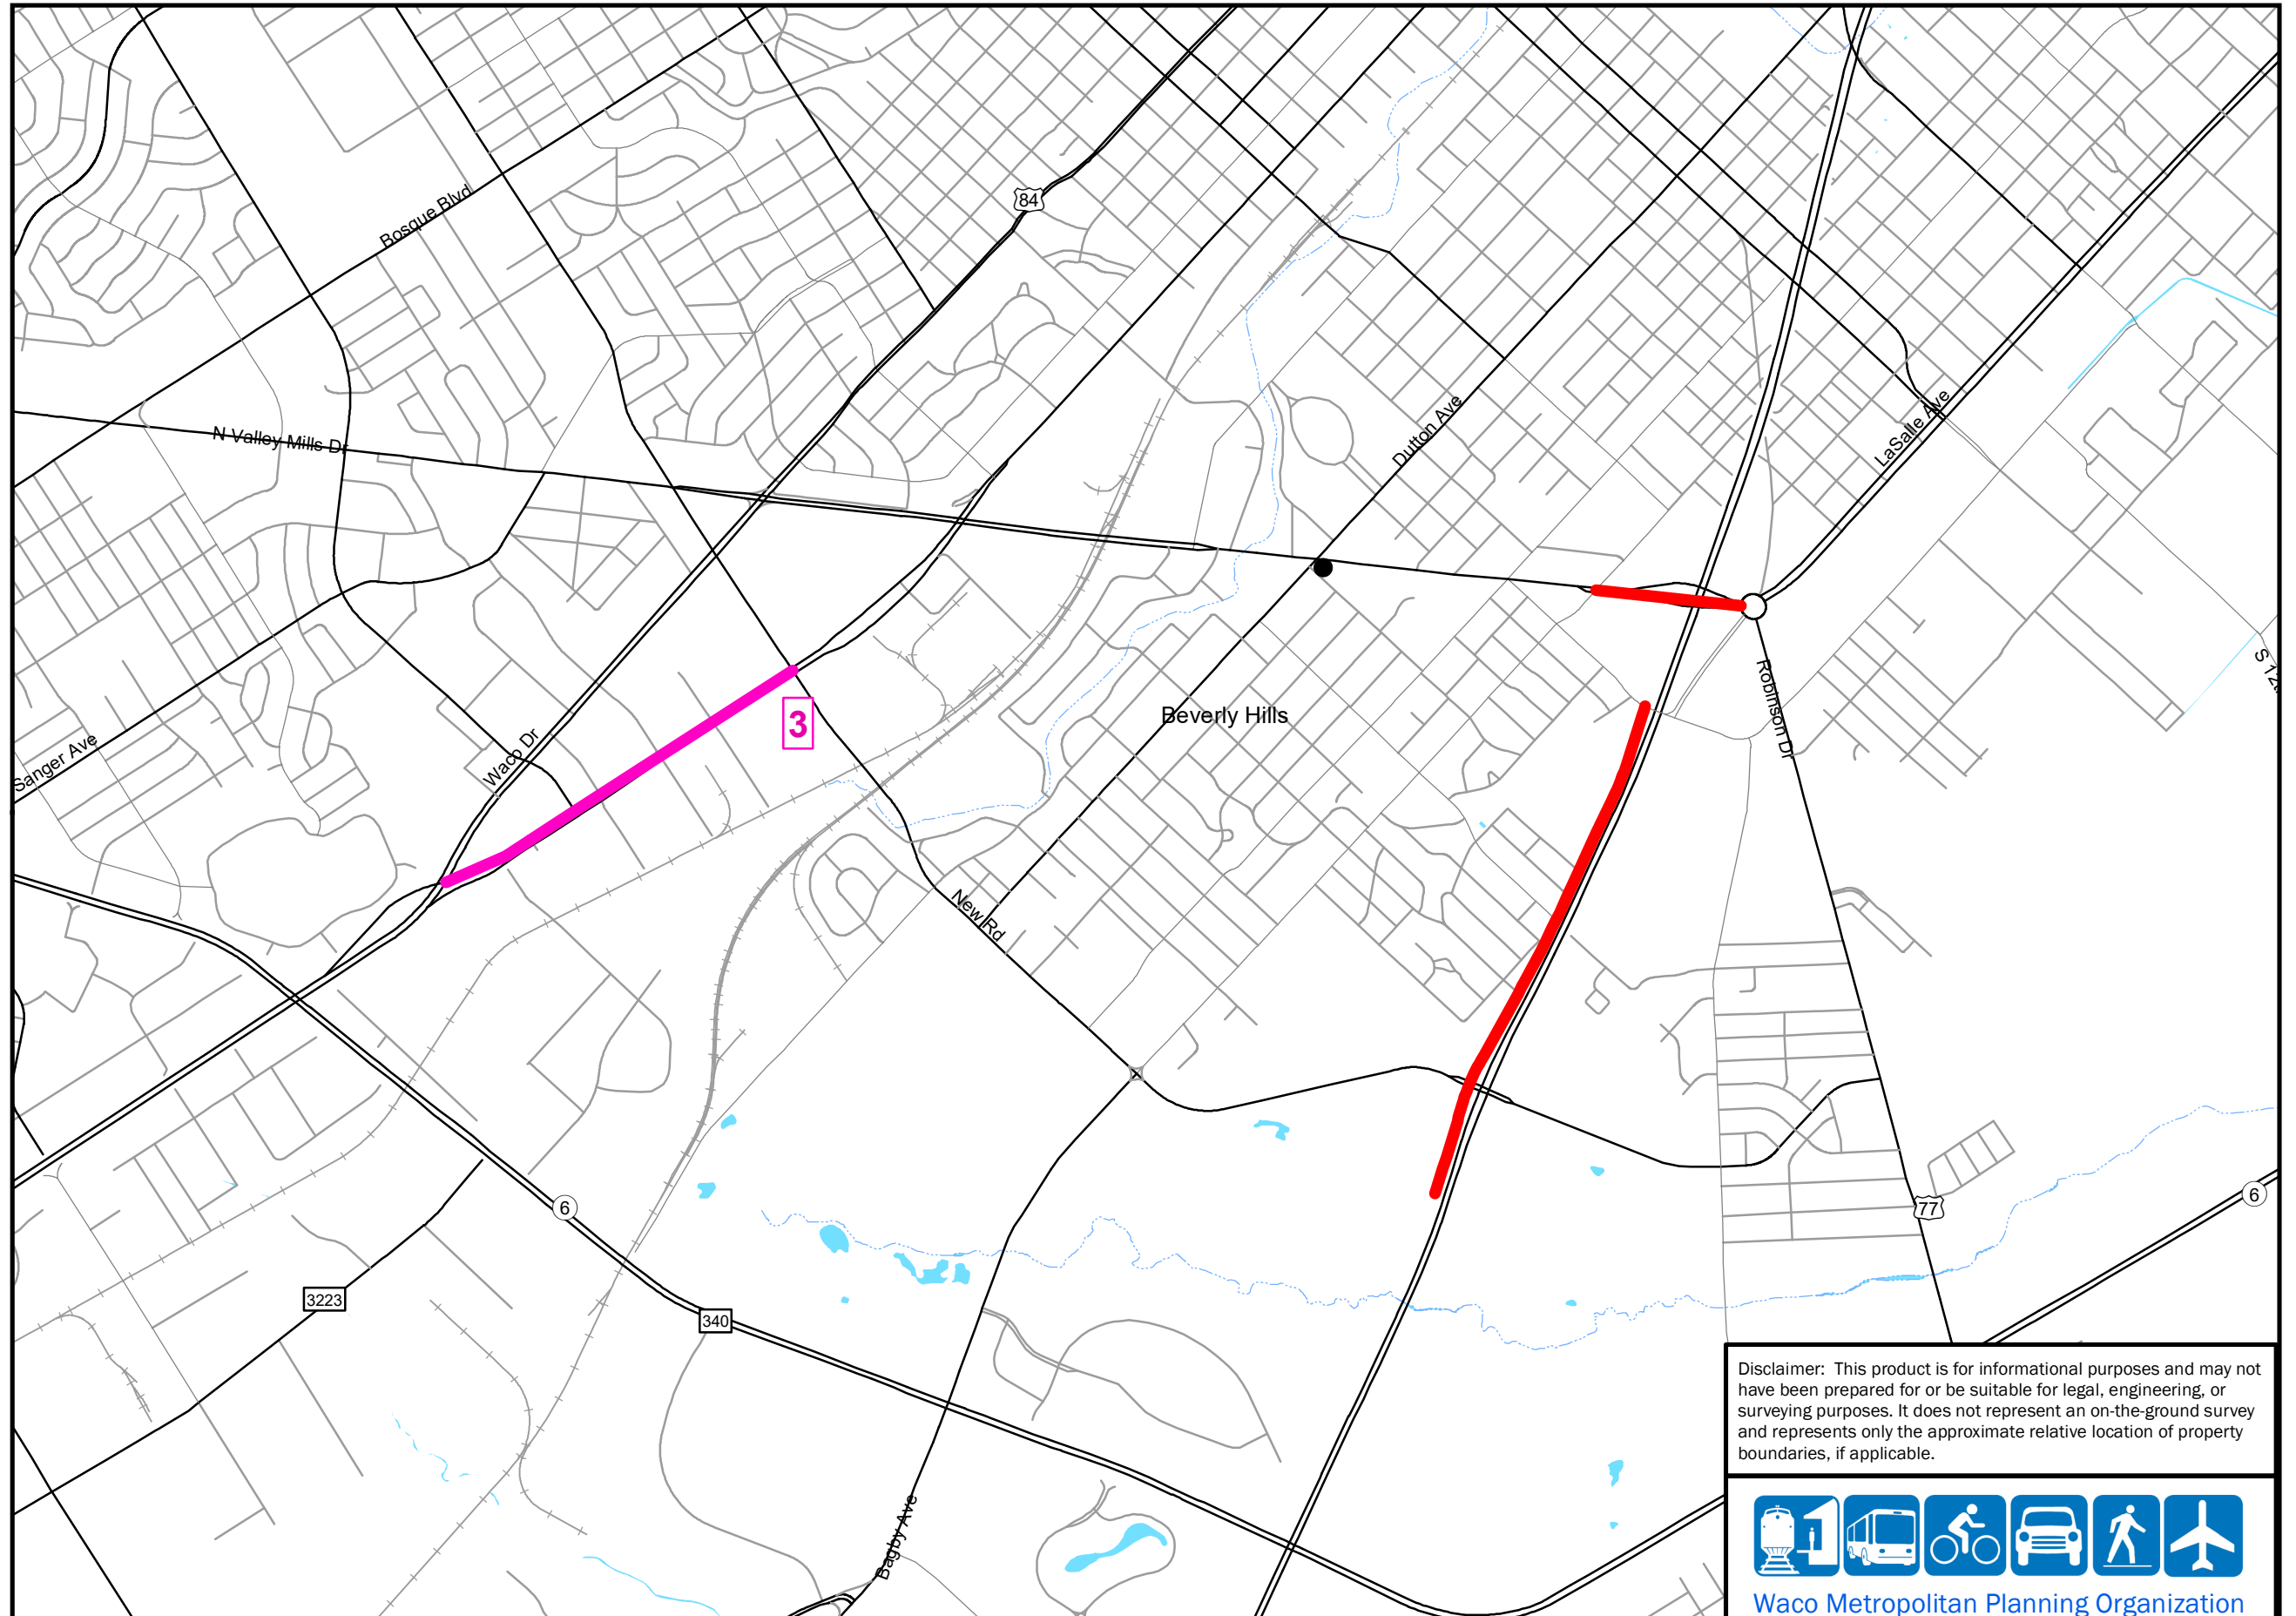 84
Bosque Blvd
N Valley Mills Dr
Dutton Ave
LaSalle Ave
Robinson Dr
S 12t
3
Beverly Hills
Waco Dr
Sanger Ave
New Rd
6
77
6
3223
340
Bagby Ave
Disclaimer: This product is for informational purposes and may not
have been prepared for or be suitable for legal, engineering, or
surveying purposes. It does not represent an on-the-ground survey
and represents only the approximate relative location of property
boundaries, if applicable.
Waco Metropolitan Planning Organization